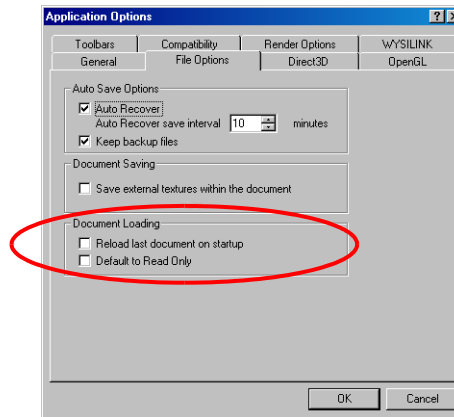 Application Options
Toolbars Compatibility Render Options WYSILINK
General File Options Direct3D OpenGL
Auto Save Options
Auto Recover
Auto Recover save interval 10 minutes
Keep backup files
Document Saving
Save external textures within the document
Document Loading
Reload last document on startup
Default to Read Only
OK Cancel